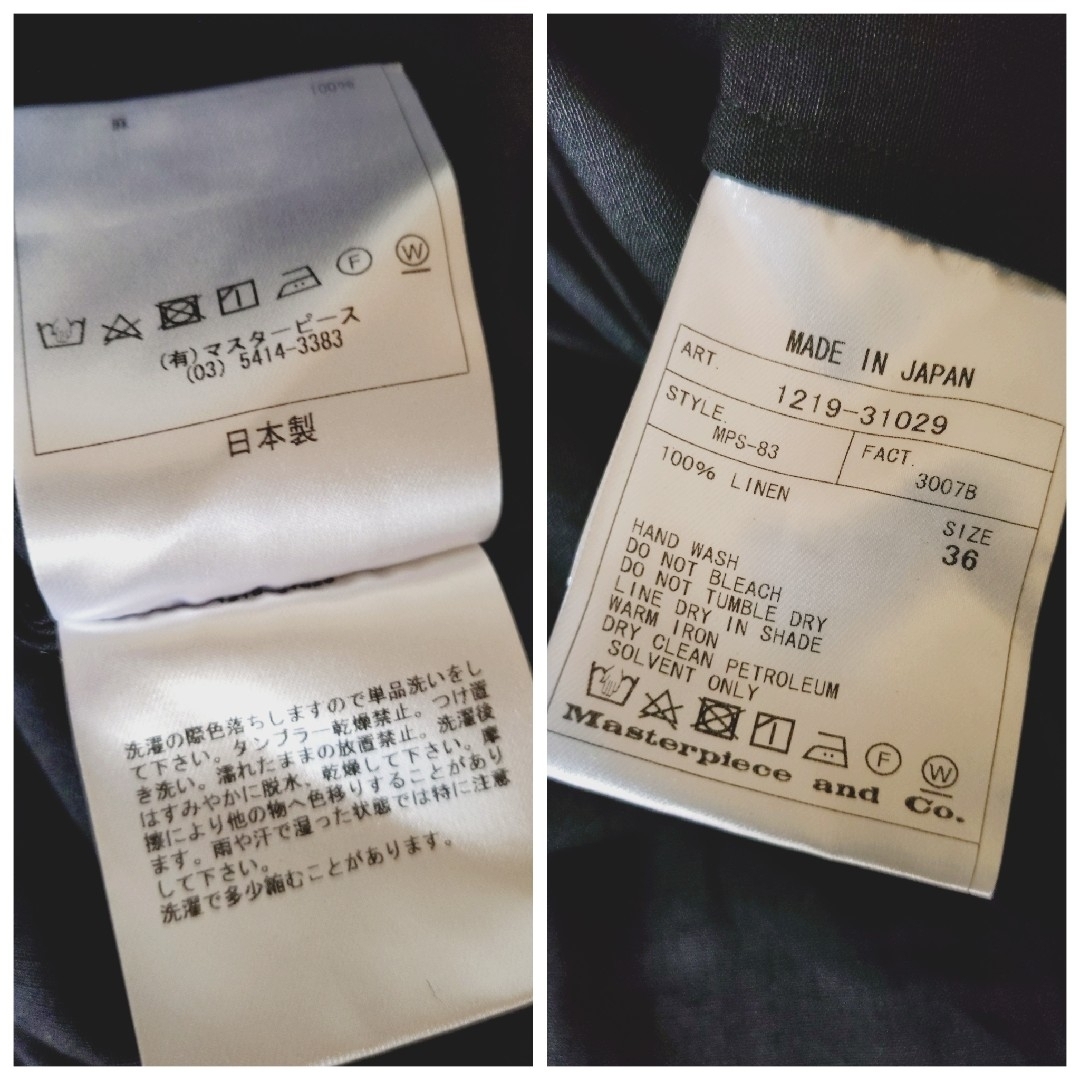 麻 100%
F W
(有)マスターピース
(03) 5414-3383
日本製
洗濯の際色落ちしますので単品洗いをし
て下さい。タンブラー乾燥禁止。つけ置
き洗い。濡れたままの放置禁止。洗濯後
はすみやかに脱水、乾燥して下さい。摩
擦により他の物へ色移りすることがあり
ます。雨や汗で湿った状態では特に注意
して下さい。
洗濯で多少縮むことがあります。
MADE IN JAPAN
ART. 1219-31029
STYLE. MPS-83
FACT. 3007B
100% LINEN
SIZE
36
HAND WASH
DO NOT BLEACH
DO NOT TUMBLE DRY
LINE DRY IN SHADE
WARM IRON
DRY CLEAN PETROLEUM
SOLVENT ONLY
F W
Masterpiece and Co.